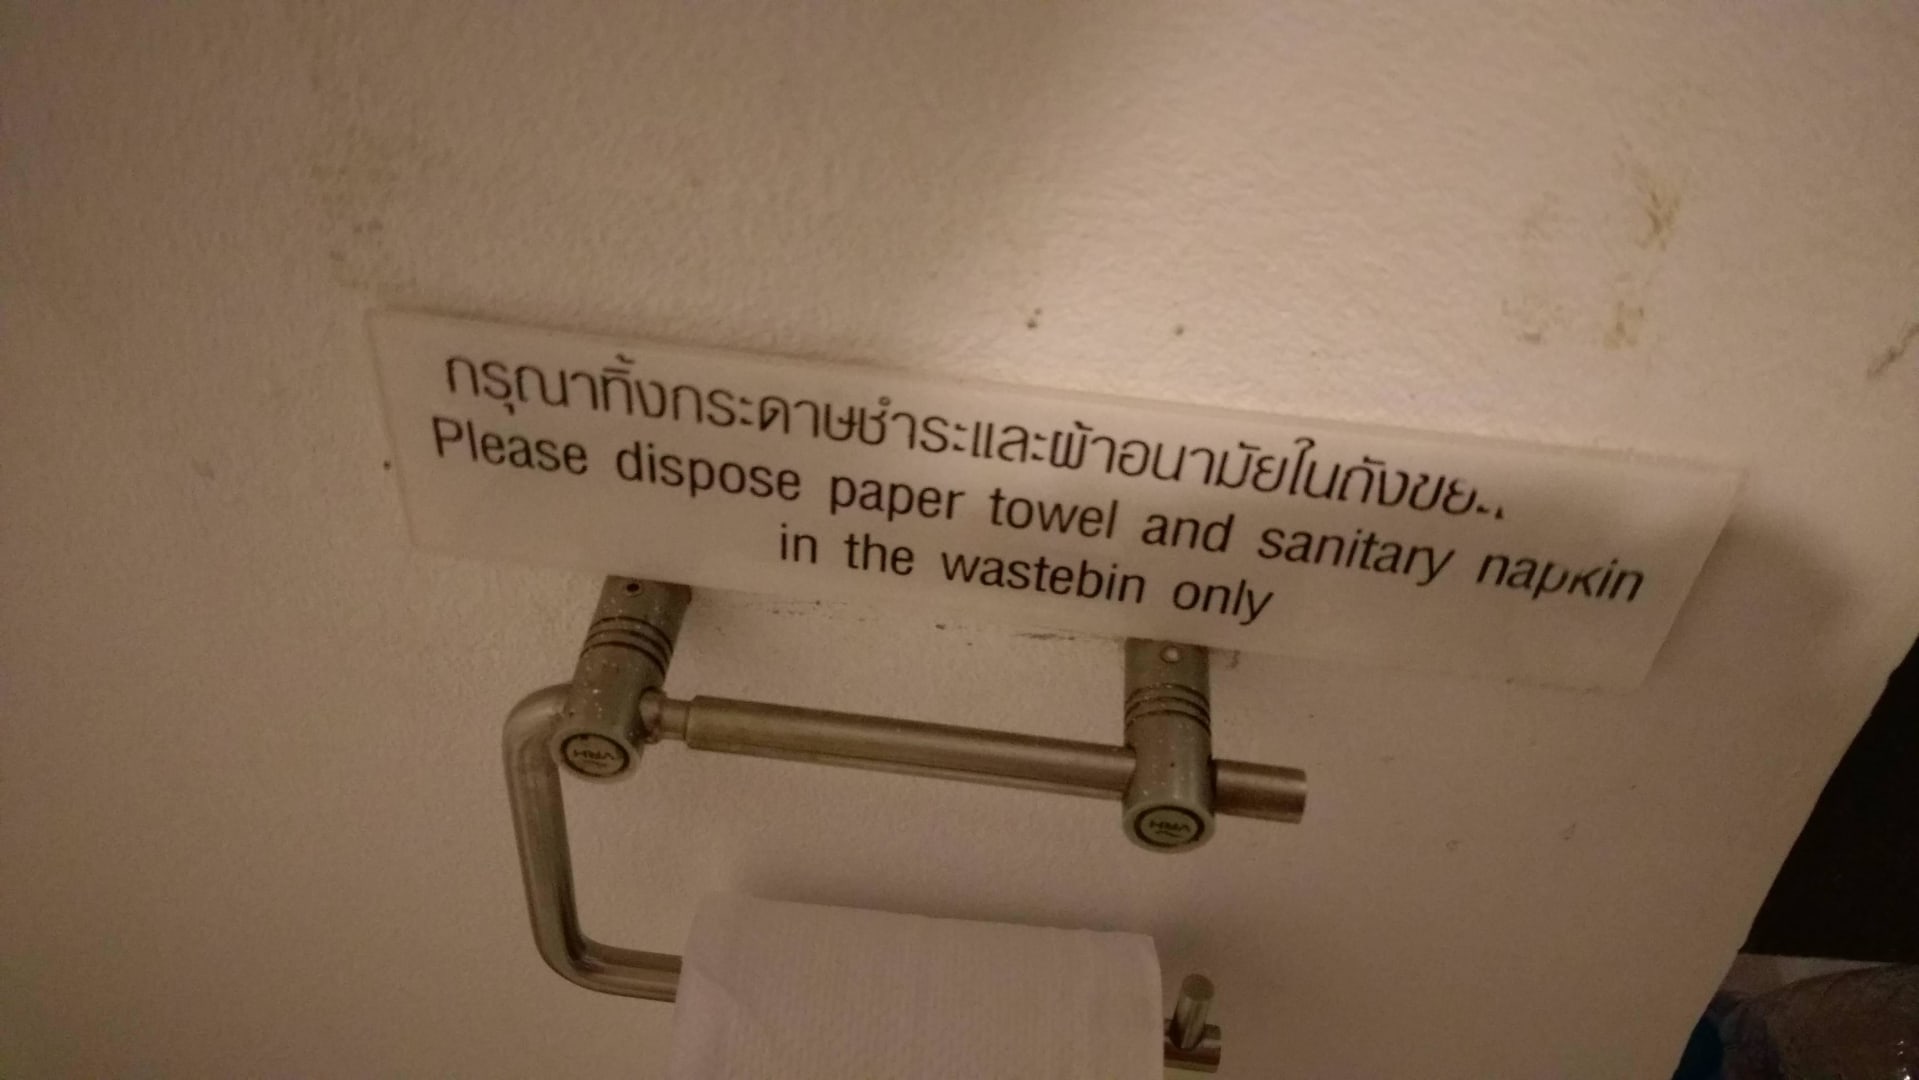 กรุณาทิ้งกระดาษชำระและผ้าอนามัยในถังขย
Please dispose paper towel and sanitary napkin
in the wastebin only